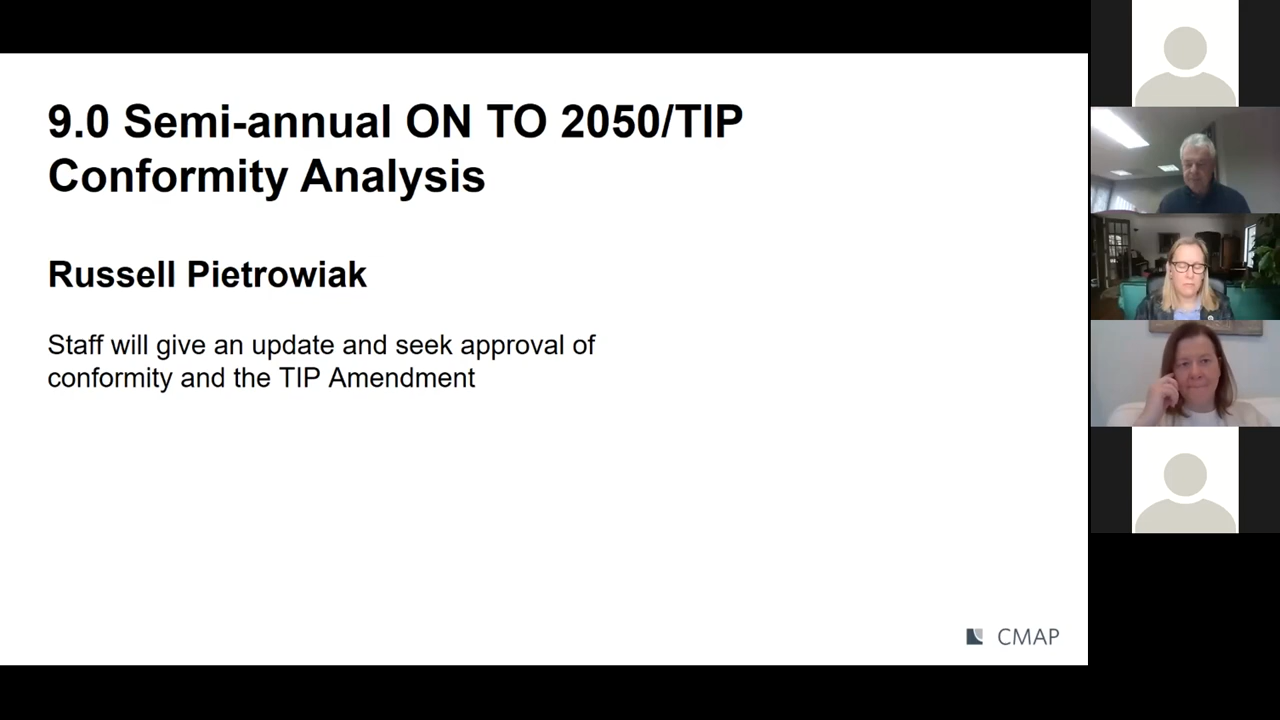 9.0 Semi-annual ON TO 2050/TIP
Conformity Analysis
Russell Pietrowiak
Staff will give an update and seek approval of
conformity and the TIP Amendment
CMAP